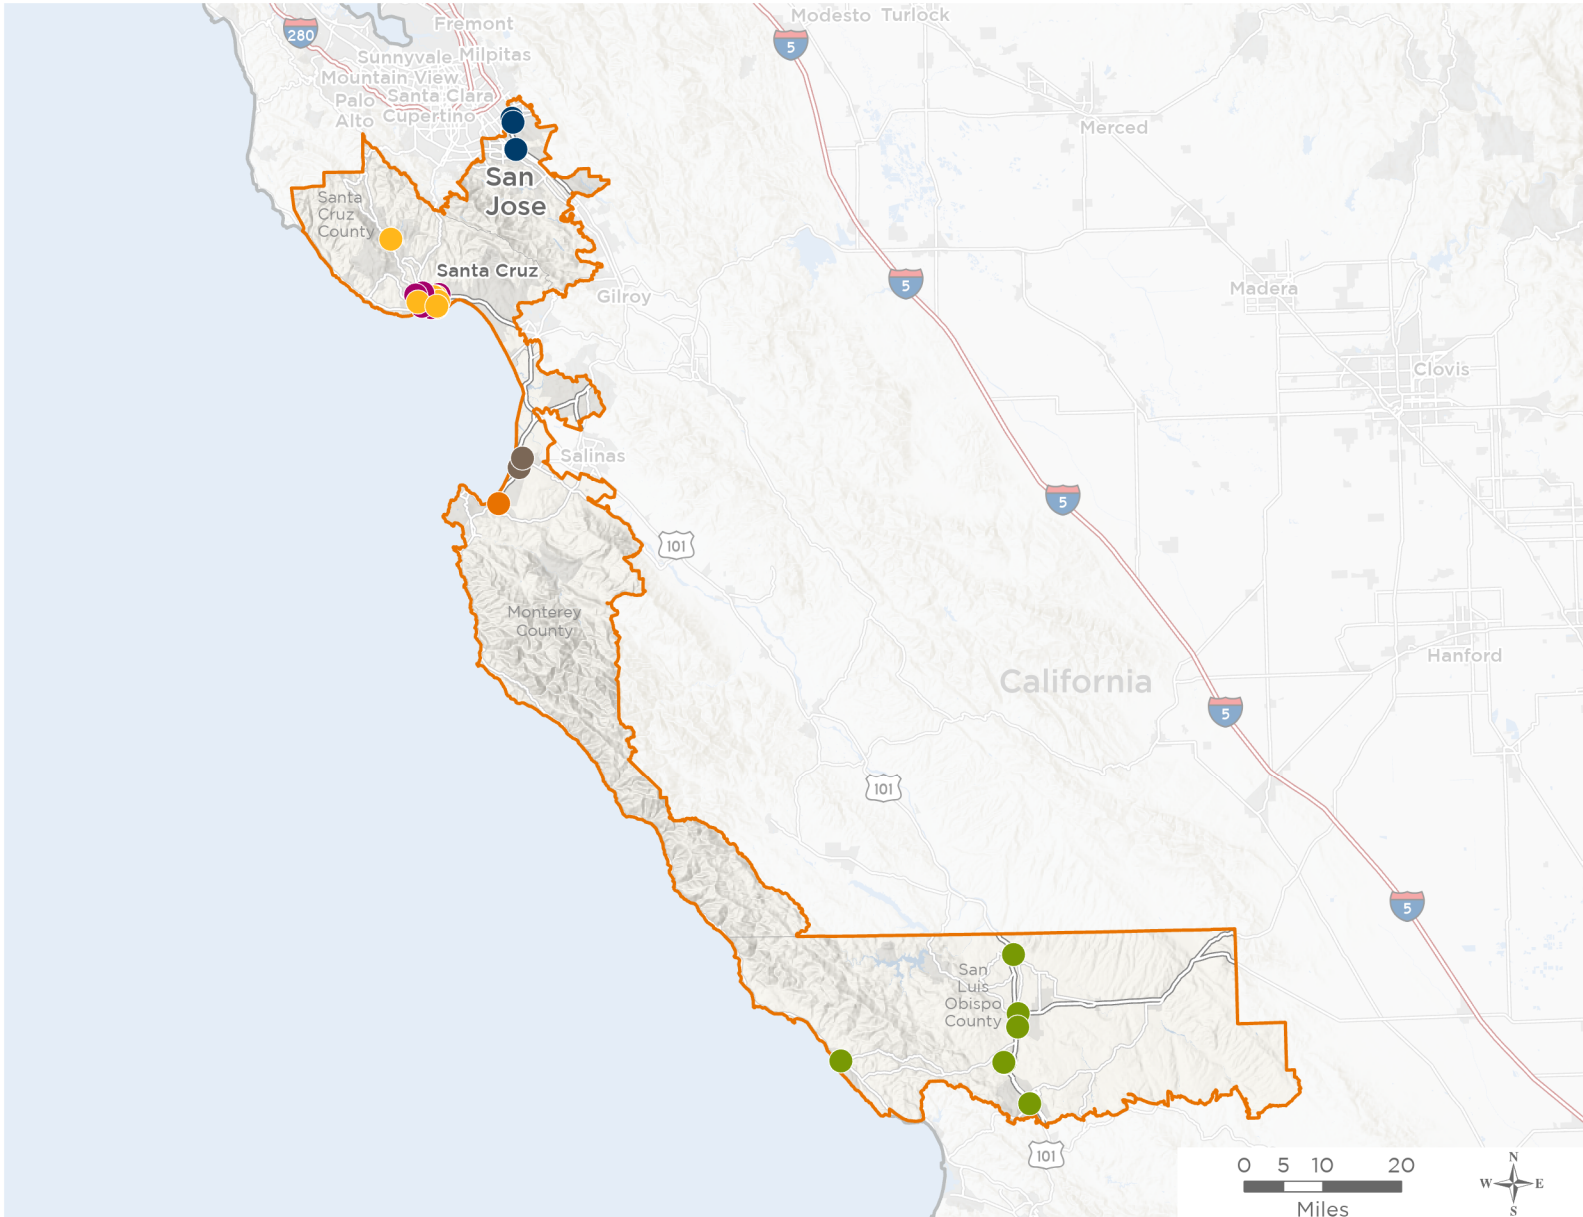 Modesto Turlock
Fremont
280
5
Sunnyvale Milpitas
Mountain View
Palo
Alto
Santa Clara
Cupertino
Merced
San
Jose
Santa
Cruz
County
Santa Cruz
Gilroy
5
Madera
Clovis
Salinas
5
101
Monterey
County
Hanford
California
5
101
5
San
Luis
Obispo
County
101
0 5 10 20
Miles
N
W E
S